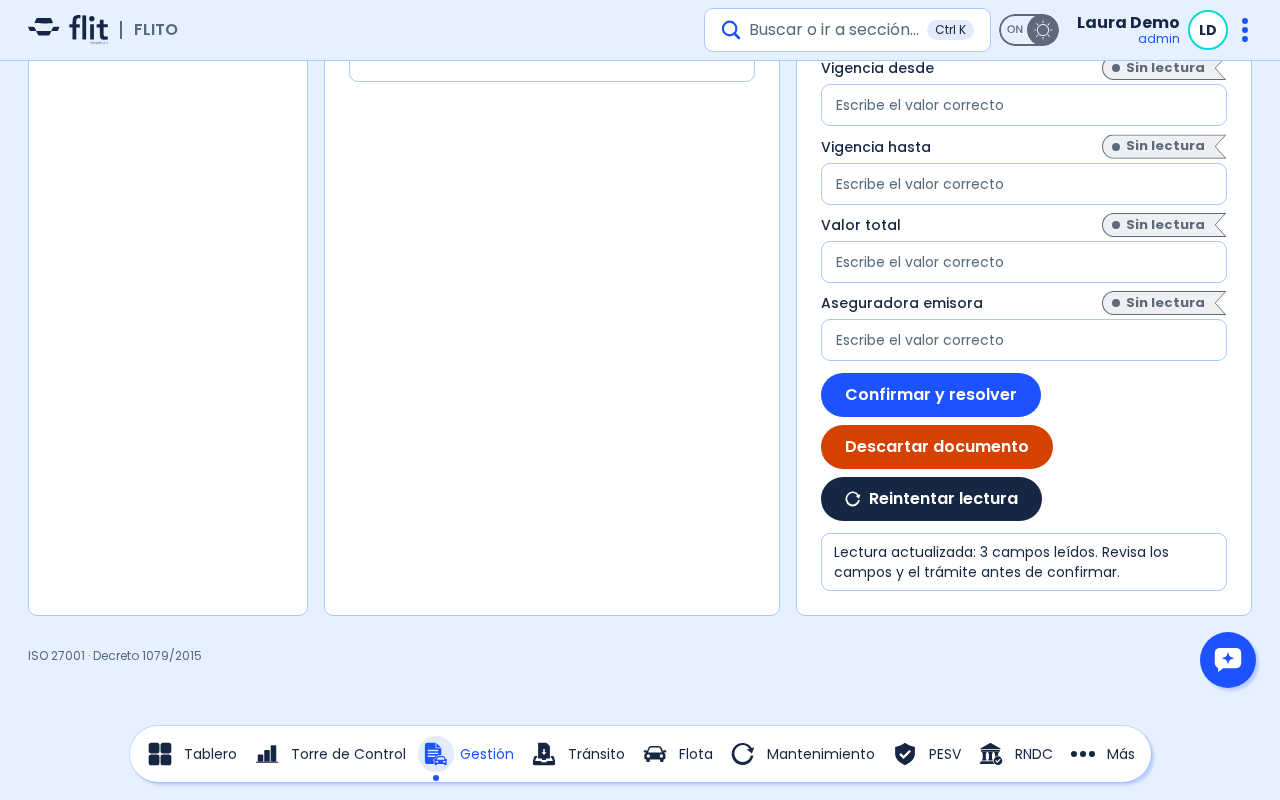 flit
FLITO
Buscar o ir a sección...
Ctrl K
ON
Laura Demo
admin
LD
Vigencia desde
Sin lectura
Escribe el valor correcto
Vigencia hasta
Sin lectura
Escribe el valor correcto
Valor total
Sin lectura
Escribe el valor correcto
Aseguradora emisora
Sin lectura
Escribe el valor correcto
Confirmar y resolver
Descartar documento
Reintentar lectura
Lectura actualizada: 3 campos leídos. Revisa los
campos y el trámite antes de confirmar.
ISO 27001 · Decreto 1079/2015
Tablero
Torre de Control
Gestión
Tránsito
Flota
Mantenimiento
PESV
RNDC
Más